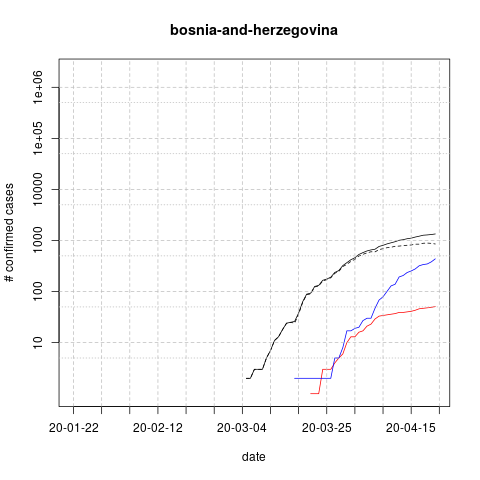 bosnia-and-herzegovina
# confirmed cases
1e+06
1e+05
10000
1000
100
10
20-01-22
20-02-12
20-03-04
20-03-25
20-04-15
date